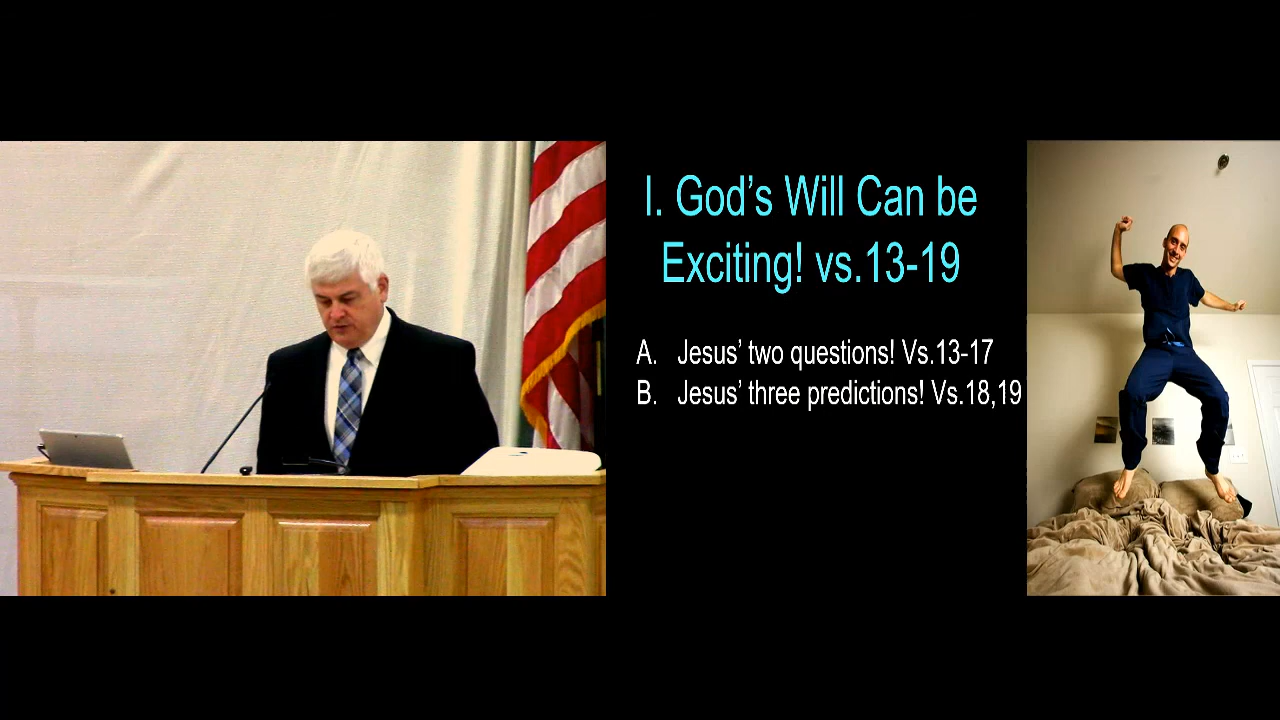 I. God's Will Can be
Exciting! vs.13-19
A. Jesus' two questions! Vs.13-17
B. Jesus' three predictions! Vs.18,19